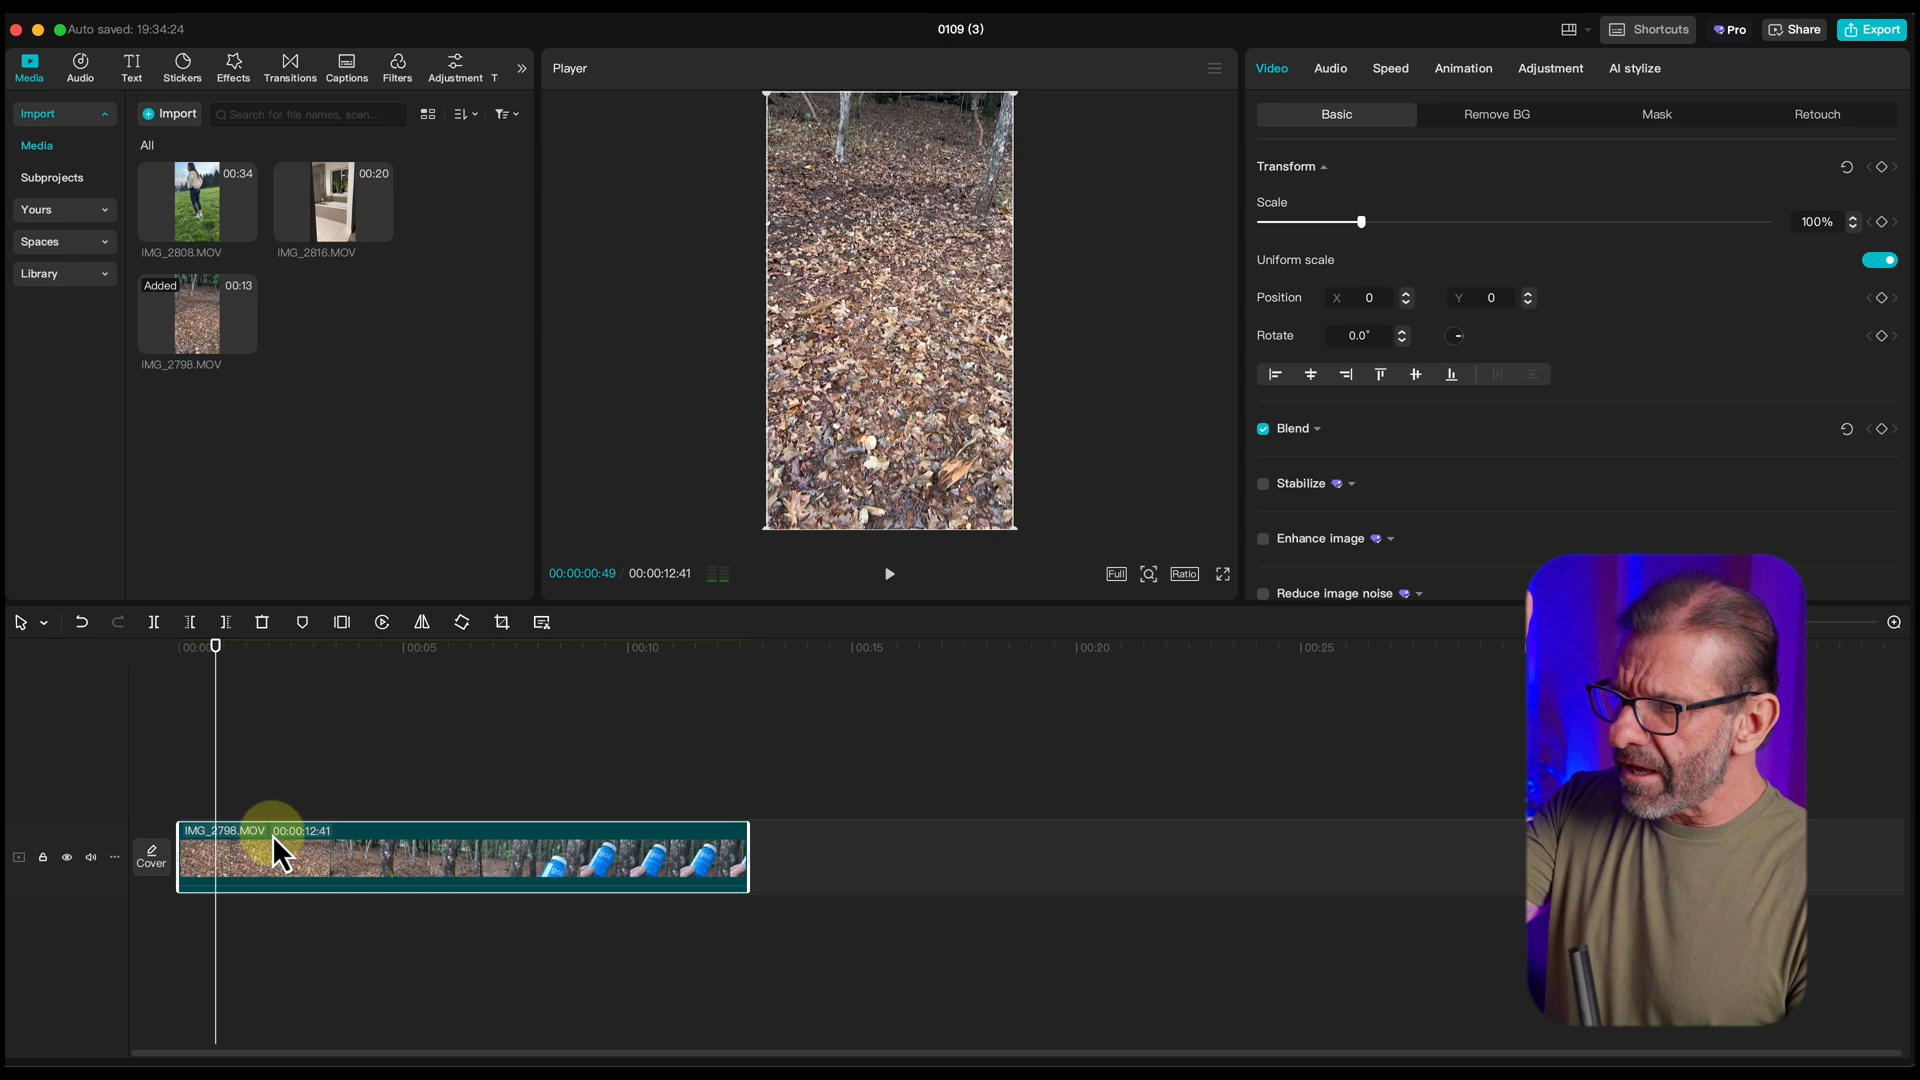 Auto saved: 19:34:24
0109 (3)
Shortcuts
Pro
Share
Export
Media
Audio
Text
Stickers
Effects
Transitions
Captions
Filters
Adjustment
T
Player
Video
Audio
Speed
Animation
Adjustment
AI stylize
Import
Media
Subprojects
Yours
Spaces
Library
Import
Search for file names, scen...
All
00:34
IMG_2808.MOV
00:20
IMG_2816.MOV
Added
00:13
IMG_2798.MOV
00:00:00:49 / 00:00:12:41
Full
Ratio
Basic
Remove BG
Mask
Retouch
Transform
Scale
100%
Uniform scale
Position X 0 Y 0
Rotate 0.0°
Blend
Stabilize
Enhance image
Reduce image noise
00:05
00:10
00:15
00:20
00:25
Cover
IMG_2798.MOV 00:00:12:41